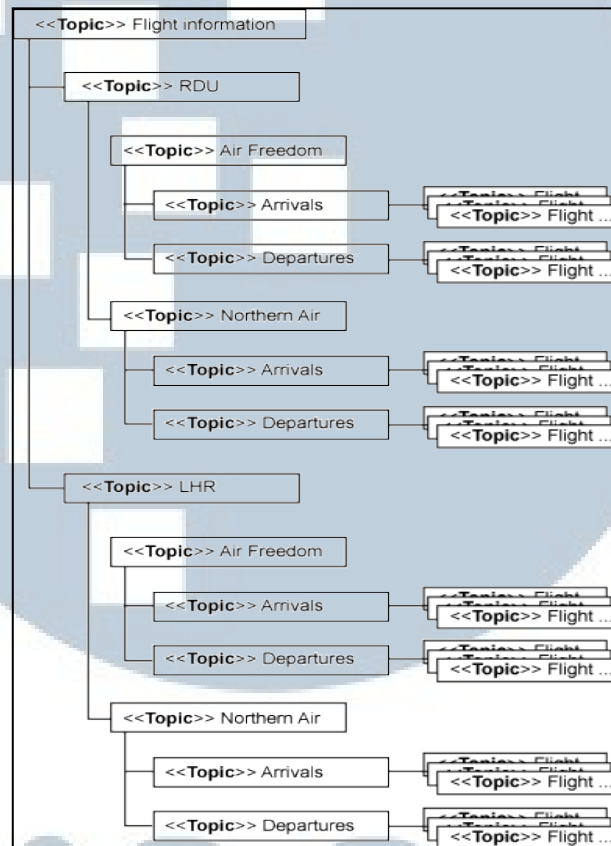 <<Topic>> Flight information
<<Topic>> RDU
<<Topic>> Air Freedom
<<Topic>> Arrivals
<<Topic>> Flight ...
<<Topic>> Departures
<<Topic>> Flight ...
<<Topic>> Northern Air
<<Topic>> Arrivals
<<Topic>> Flight ...
<<Topic>> Departures
<<Topic>> Flight ...
<<Topic>> LHR
<<Topic>> Air Freedom
<<Topic>> Arrivals
<<Topic>> Flight ...
<<Topic>> Departures
<<Topic>> Flight ...
<<Topic>> Northern Air
<<Topic>> Arrivals
<<Topic>> Flight ...
<<Topic>> Departures
<<Topic>> Flight ...